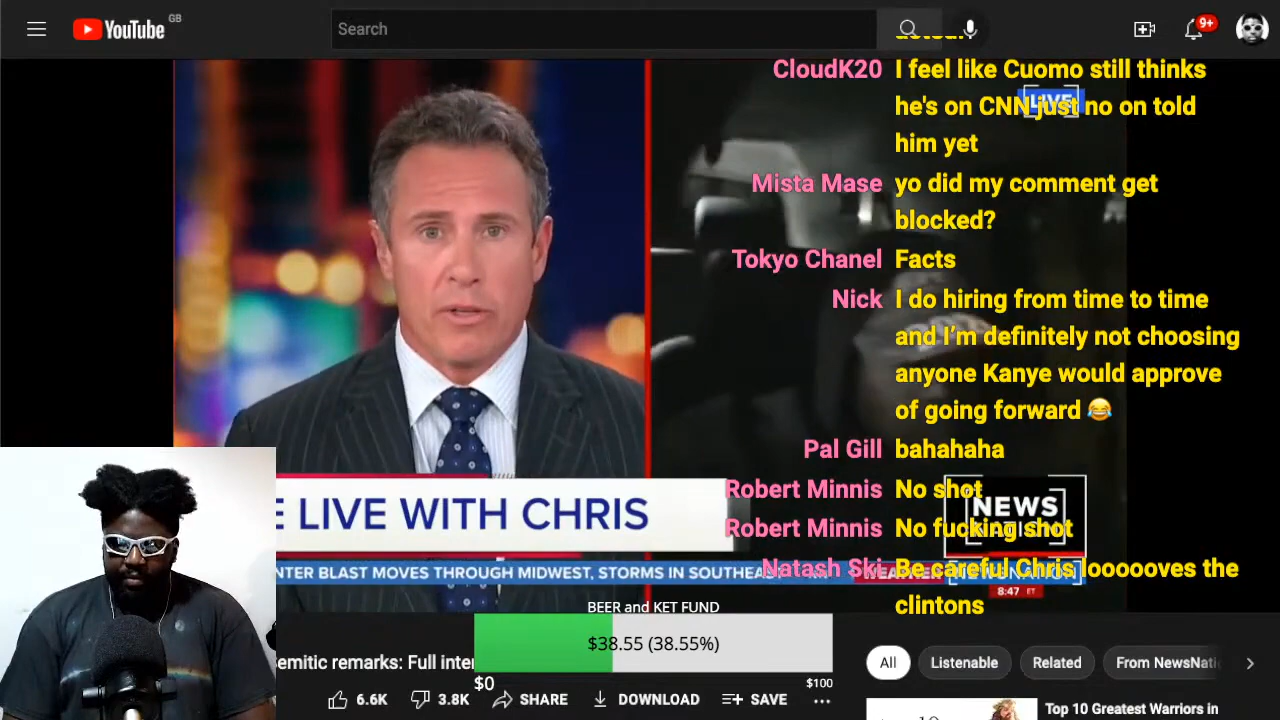 YouTube GB
Search
9+
CloudK20 I feel like Cuomo still thinks
he's on CNN just no on told
him yet
LIVE
Mista Mase yo did my comment get
blocked?
Tokyo Chanel Facts
Nick I do hiring from time to time
and I'm definitely not choosing
anyone Kanye would approve
of going forward 😂
Pal Gill bahahaha
Robert Minnis No shot
NEWS
Robert Minnis No fucking shot
E LIVE WITH CHRIS
Natash Ski Be careful Chris loooooves the
clintons
NTER BLAST MOVES THROUGH MIDWEST, STORMS IN SOUTHEAS
8:47 ET
BEER and KET FUND
$38.55 (38.55%)
$0
$100
emitic remarks: Full inter
6.6K 3.8K SHARE DOWNLOAD SAVE
All Listenable Related From NewsNati
Top 10 Greatest Warriors in